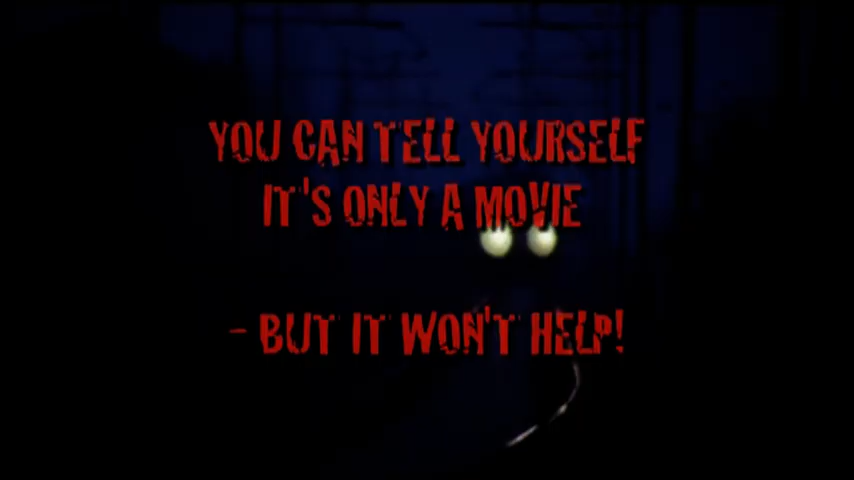 YOU CAN TELL YOURSELF
IT'S ONLY A MOVIE
- BUT IT WON'T HELP!